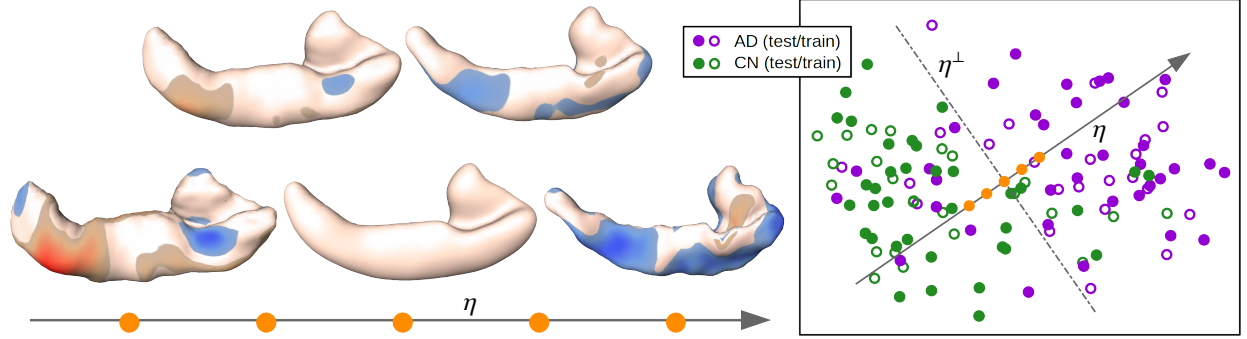 AD (test/train)
CN (test/train)
η⊥
η
η